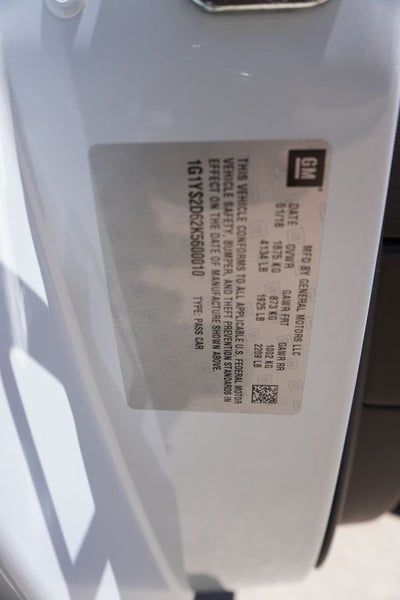 GM
MFD BY GENERAL MOTORS LLC
DATE GVWR GAWR FRT GAWR RR
01/18 1875 KG 873 KG 1002 KG
4134 LB 1925 LB 2209 LB
THIS VEHICLE CONFORMS TO ALL APPLICABLE U.S. FEDERAL MOTOR
VEHICLE SAFETY, BUMPER, AND THEFT PREVENTION STANDARDS IN
EFFECT ON THE DATE OF MANUFACTURE SHOWN ABOVE.
1G1YS2D62K5600010 TYPE: PASS CAR